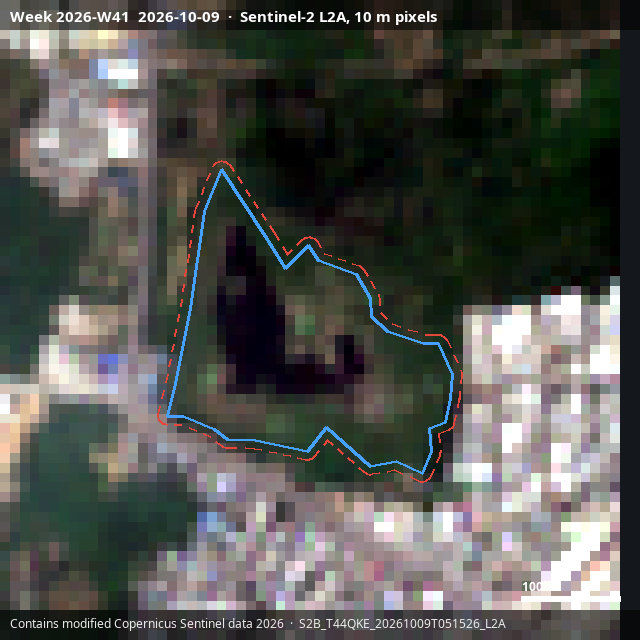 Week 2026-W41  2026-10-09  ·  Sentinel-2 L2A, 10 m pixels
Contains modified Copernicus Sentinel data 2026  ·  S2B_T44QKE_20261009T051526_L2A